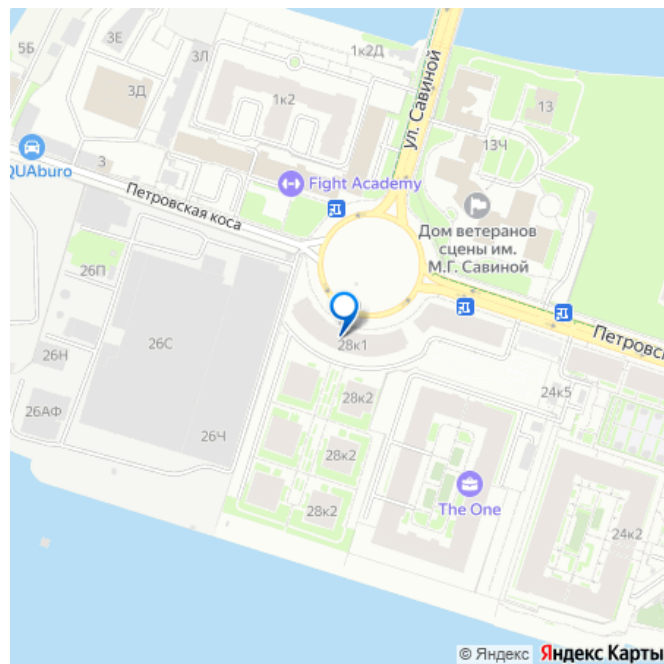 5Б
3Е
3Л
1к2Д
3Д
1к2
ул. Савиной
13
13Ч
QUAburo
3
Fight Academy
Петровская коса
Дом ветеранов
сцены им.
М.Г. Савиной
26П
26С
28к1
Петровск
26Н
24к5
26АФ
28к2
26Ч
28к2
28к2
The One
24к2
© Яндекс Яндекс Карты